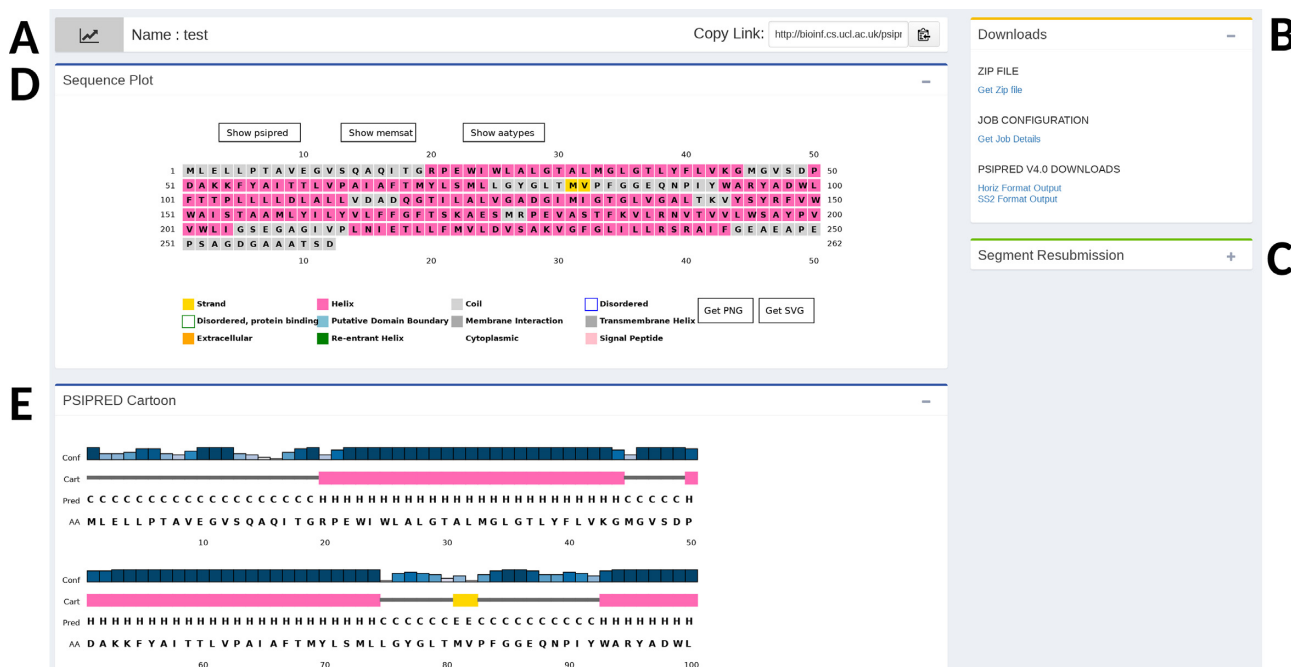 A
Name : test
Copy Link:
http://bioinf.cs.ucl.ac.uk/psipr
B
Downloads
ZIP FILE
Get Zip file
JOB CONFIGURATION
Get Job Details
PSIPRED V4.0 DOWNLOADS
Horiz Format Output
SS2 Format Output
C
Segment Resubmission
D
Sequence Plot
Show psipred Show memsat Show aatypes
10 20 30 40 50
1 M L E L L P T A V E G V S Q A Q I T G R P E W I W L A L G T A L M G L G T L Y F L V K G M G V S D P 50
51 D A K K F Y A I T T L V P A I A F T M Y L S M L L G Y G L T M V P F G G E Q N P I Y W A R Y A D W L 100
101 F T T P L L L L D L A L L V D A D Q G T I L A L V G A D G I M I G T G L V G A L T K V Y S Y R F V W 150
151 W A I S T A A M L Y I L Y V L F F G F T S K A E S M R P E V A S T F K V L R N V T V V L W S A Y P V 200
201 V W L I G S E G A G I V P L N I E T L L F M V L D V S A K V G F G L I L L R S R A I F G E A E A P E 250
251 P S A G D G A A A T S D 262
10 20 30 40 50
Strand Helix Coil Disordered
Disordered, protein binding Putative Domain Boundary Membrane Interaction Transmembrane Helix
Extracellular Re-entrant Helix Cytoplasmic Signal Peptide
Get PNG Get SVG
E
PSIPRED Cartoon
Conf
Cart
Pred C C C C C C C C C C C C C C C C C C C H H H H H H H H H H H H H H H H H H H H H H H H H C C C C C H
AA M L E L L P T A V E G V S Q A Q I T G R P E W I W L A L G T A L M G L G T L Y F L V K G M G V S D P
10 20 30 40 50
Conf
Cart
Pred H H H H H H H H H H H H H H H H H H H H H H H H C C C C C C E E C C C C C C C C C C H H H H H H H H
AA D A K K F Y A I T T L V P A I A F T M Y L S M L L G Y G L T M V P F G G E Q N P I Y W A R Y A D W L
60 70 80 90 100